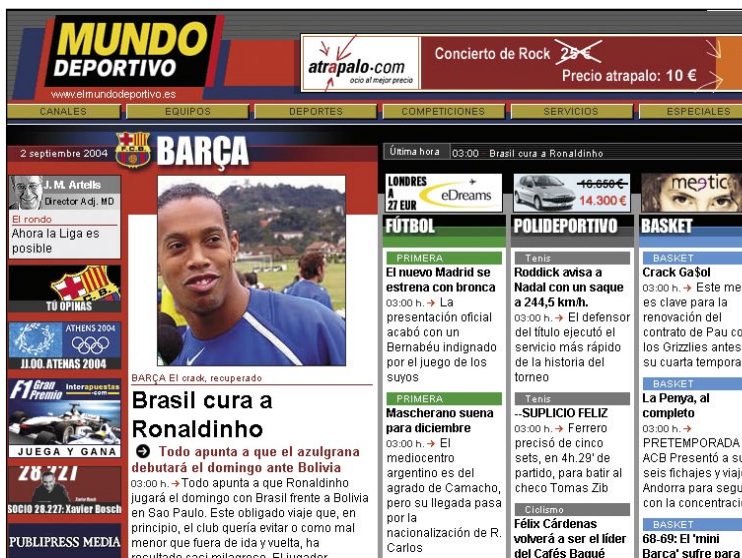 MUNDO
DEPORTIVO
www.elmundodeportivo.es
atrapalo.com
ocio al mejor precio
Concierto de Rock 25 €
Precio atrapalo: 10 €
CANALES
EQUIPOS
DEPORTES
COMPETICIONES
SERVICIOS
ESPECIALES
2 septiembre 2004
F.C.B.
BARÇA
Última hora
03:00 Brasil cura a Ronaldinho
J. M. Artells
Director Adj. MD
El rondo
Ahora la Liga es
posible
TÚ OPINAS
ATHENS 2004
JJ.OO. ATENAS 2004
F1 Gran
Premio
Interapuestas
.com
JUEGA Y GANA
28.227
Xavier Bosch
SOCIO 28.227: Xavier Bosch
PUBLIPRESS MEDIA
BARÇA El crack, recuperado
Brasil cura a
Ronaldinho
Todo apunta a que el azulgrana
debutará el domingo ante Bolivia
03:00 h. → Todo apunta a que Ronaldinho
jugará el domingo con Brasil frente a Bolivia
en Sao Paulo. Este obligado viaje que, en
principio, el club quería evitar o como mal
menor que fuera de ida y vuelta, ha
resultado casi milagroso. El jugador
LONDRES
A
27 EUR
eDreams
FÚTBOL
PRIMERA
El nuevo Madrid se
estrena con bronca
03:00 h. → La
presentación oficial
acabó con un
Bernabéu indignado
por el juego de los
suyos
PRIMERA
Mascherano suena
para diciembre
03:00 h. → El
mediocentro
argentino es del
agrado de Camacho,
pero su llegada pasa
por la
nacionalización de R.
Carlos
16.650 €
14.300 €
POLIDEPORTIVO
Tenis
Roddick avisa a
Nadal con un saque
a 244,5 km/h.
03:00 h. → El defensor
del título ejecutó el
servicio más rápido
de la historia del
torneo
Tenis
--SUPLICIO FELIZ
03:00 h. → Ferrero
precisó de cinco
sets, en 4h.29' de
partido, para batir al
checo Tomas Zib
Ciclismo
Félix Cárdenas
volverá a ser el líder
del Cafés Baqué
meetic
BASKET
BASKET
Crack Ga$ol
03:00 h. → Este me
es clave para la
renovación del
contrato de Pau co
los Grizzlies antes
su cuarta tempora
BASKET
La Penya, al
completo
03:00 h. →
PRETEMPORADA
ACB Presentó a su
seis fichajes y viaj
Andorra para segu
con la concentraci
BASKET
68-69: El 'mini
Barça' sufre para